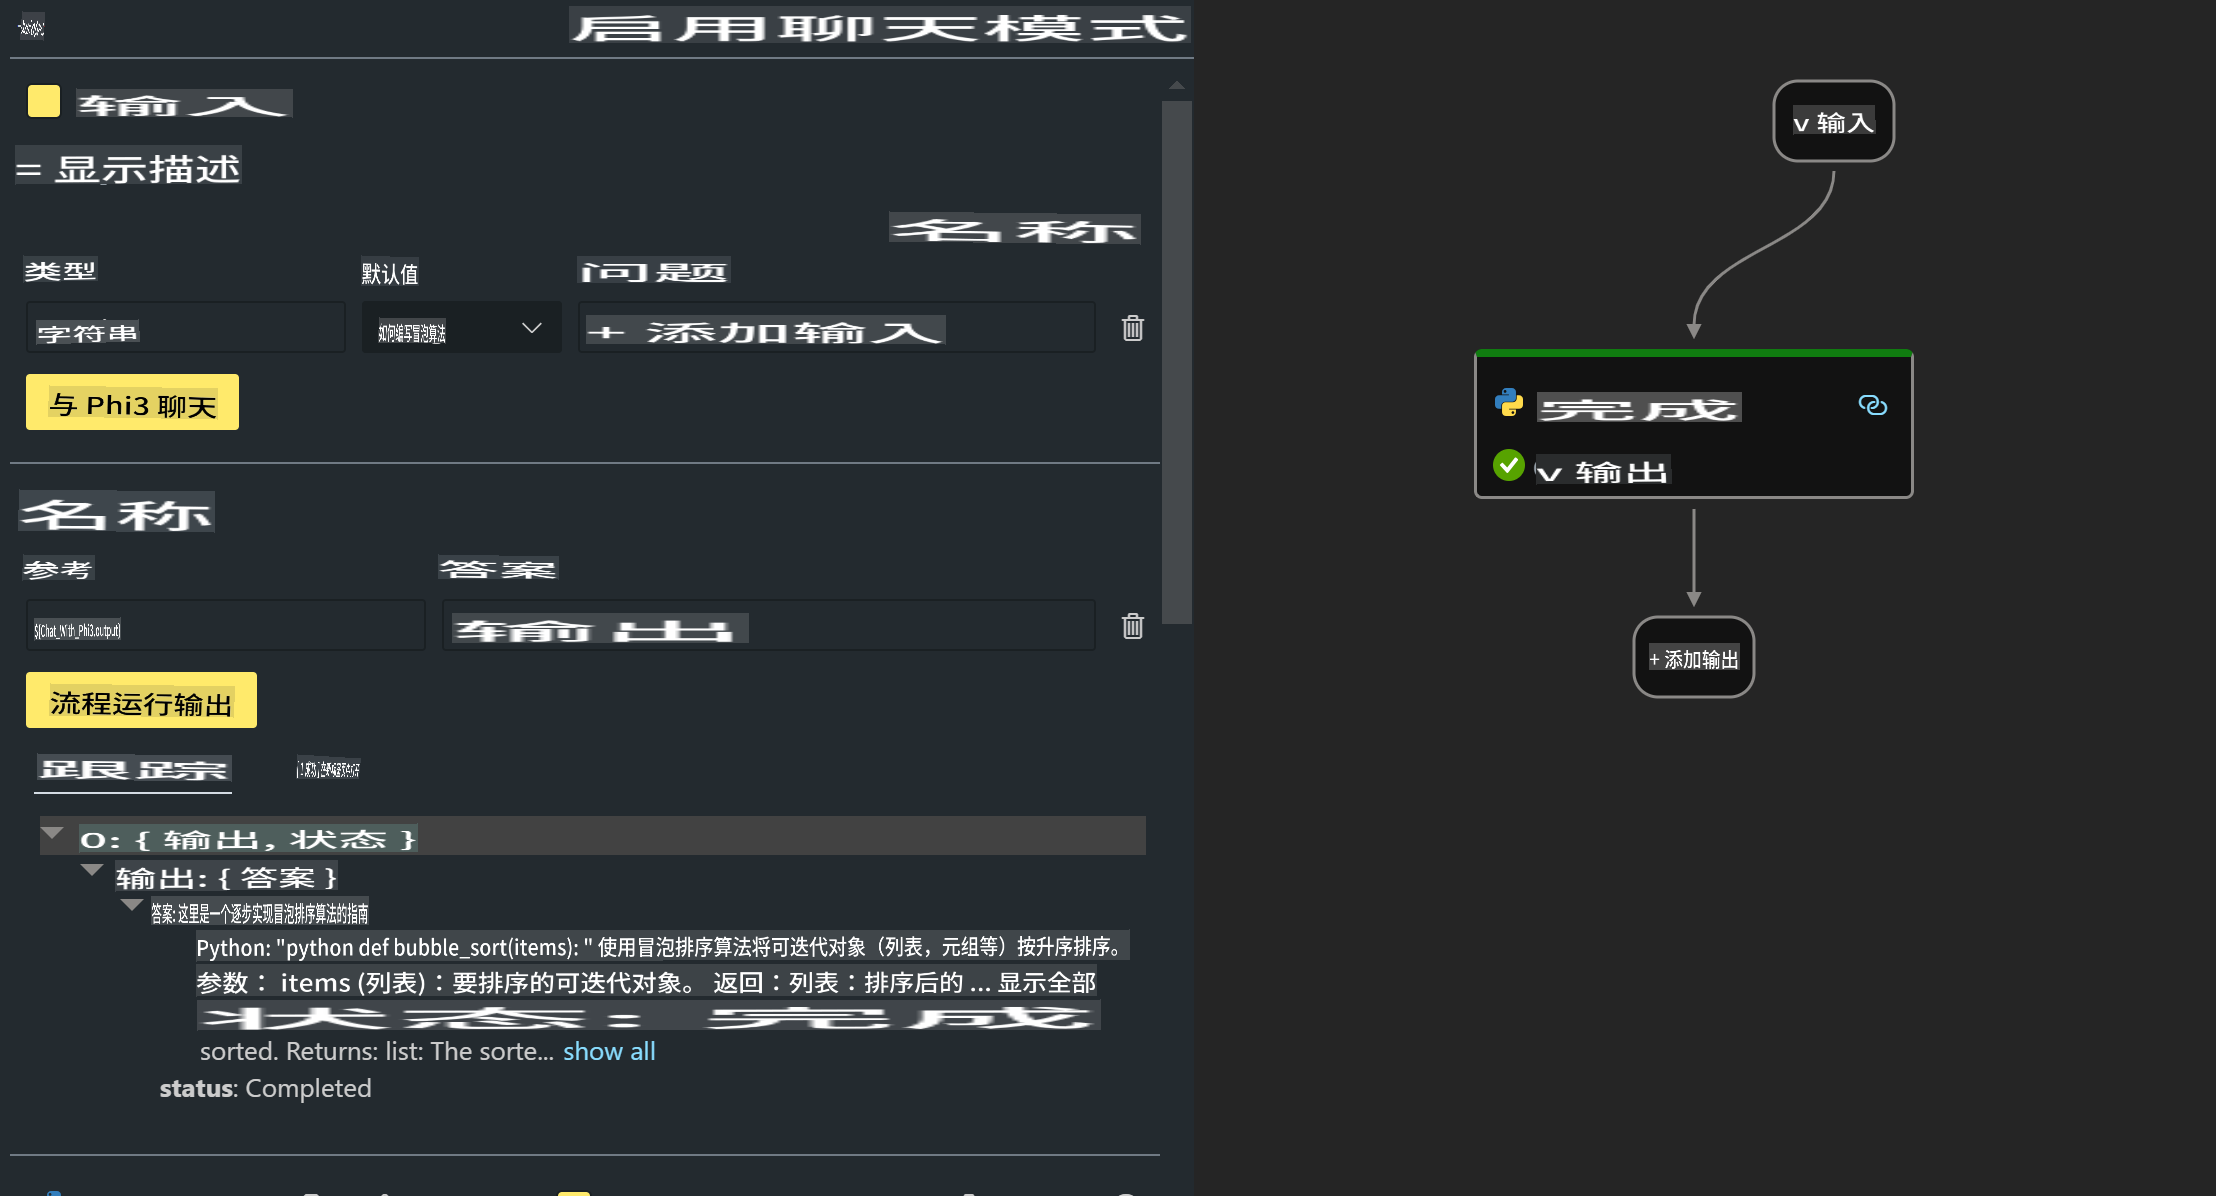 启用聊天模式
输入
= 显示描述
名称
类型 默认值 问题
字符串 如何编写冒泡算法 + 添加输入
与 Phi3 聊天
名称
参考 答案
${Chat_With_Phi3.output} 输出
流程运行输出
跟踪
0: { 输出, 状态 }
输出: { 答案 }
答案: 这里是一个逐步实现冒泡排序算法的指南
Python: "python def bubble_sort(items): " 使用冒泡排序算法将可迭代对象（列表，元组等）按升序排序。
参数： items (列表)：要排序的可迭代对象。 返回：列表：排序后的 ... 显示全部
状态： 完成
sorted. Returns: list: The sorte... show all
status: Completed
v 输入
完成
v 输出
+ 添加输出